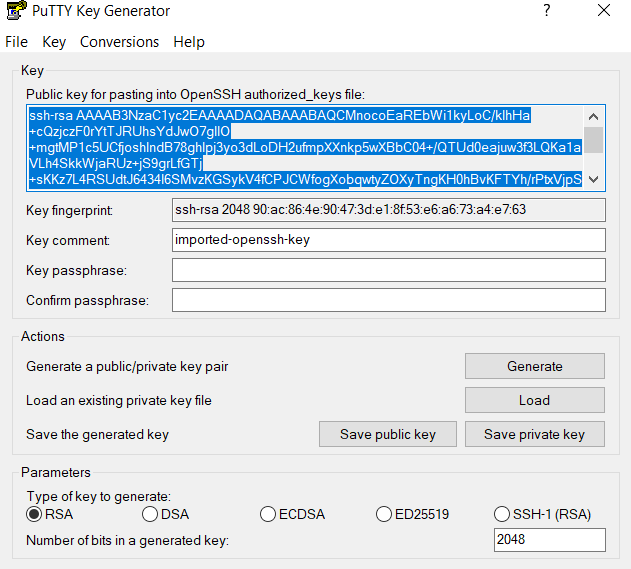 PuTTY Key Generator
File Key Conversions Help
Key
Public key for pasting into OpenSSH authorized_keys file:
ssh-rsa AAAAB3NzaC1yc2EAAAADAQABAAABAQCMnocoEaREbWi1kyLoC/klhHa
+cQzjczF0rYtTJRUhsYdJwO7gIlO
+mgtMP1c5UCfjoshlndB78ghlpj3yo3dLoDH2ufmpXXnkp5wXBbC04+/QTUd0eajuw3f3LQKa1a
VLh4SkkWjaRUz+jS9grLfGTj
+sKKz7L4RSUdtJ6434I6SMvzKGSykV4fCPJCWfogXobqwtyZOXyTngKH0hBvKFTYh/rPtxVjpS
Key fingerprint: ssh-rsa 2048 90:ac:86:4e:90:47:3d:e1:8f:53:e6:a6:73:a4:e7:63
Key comment: imported-openssh-key
Key passphrase:
Confirm passphrase:
Actions
Generate a public/private key pair Generate
Load an existing private key file Load
Save the generated key Save public key Save private key
Parameters
Type of key to generate:
RSA DSA ECDSA ED25519 SSH-1 (RSA)
Number of bits in a generated key: 2048